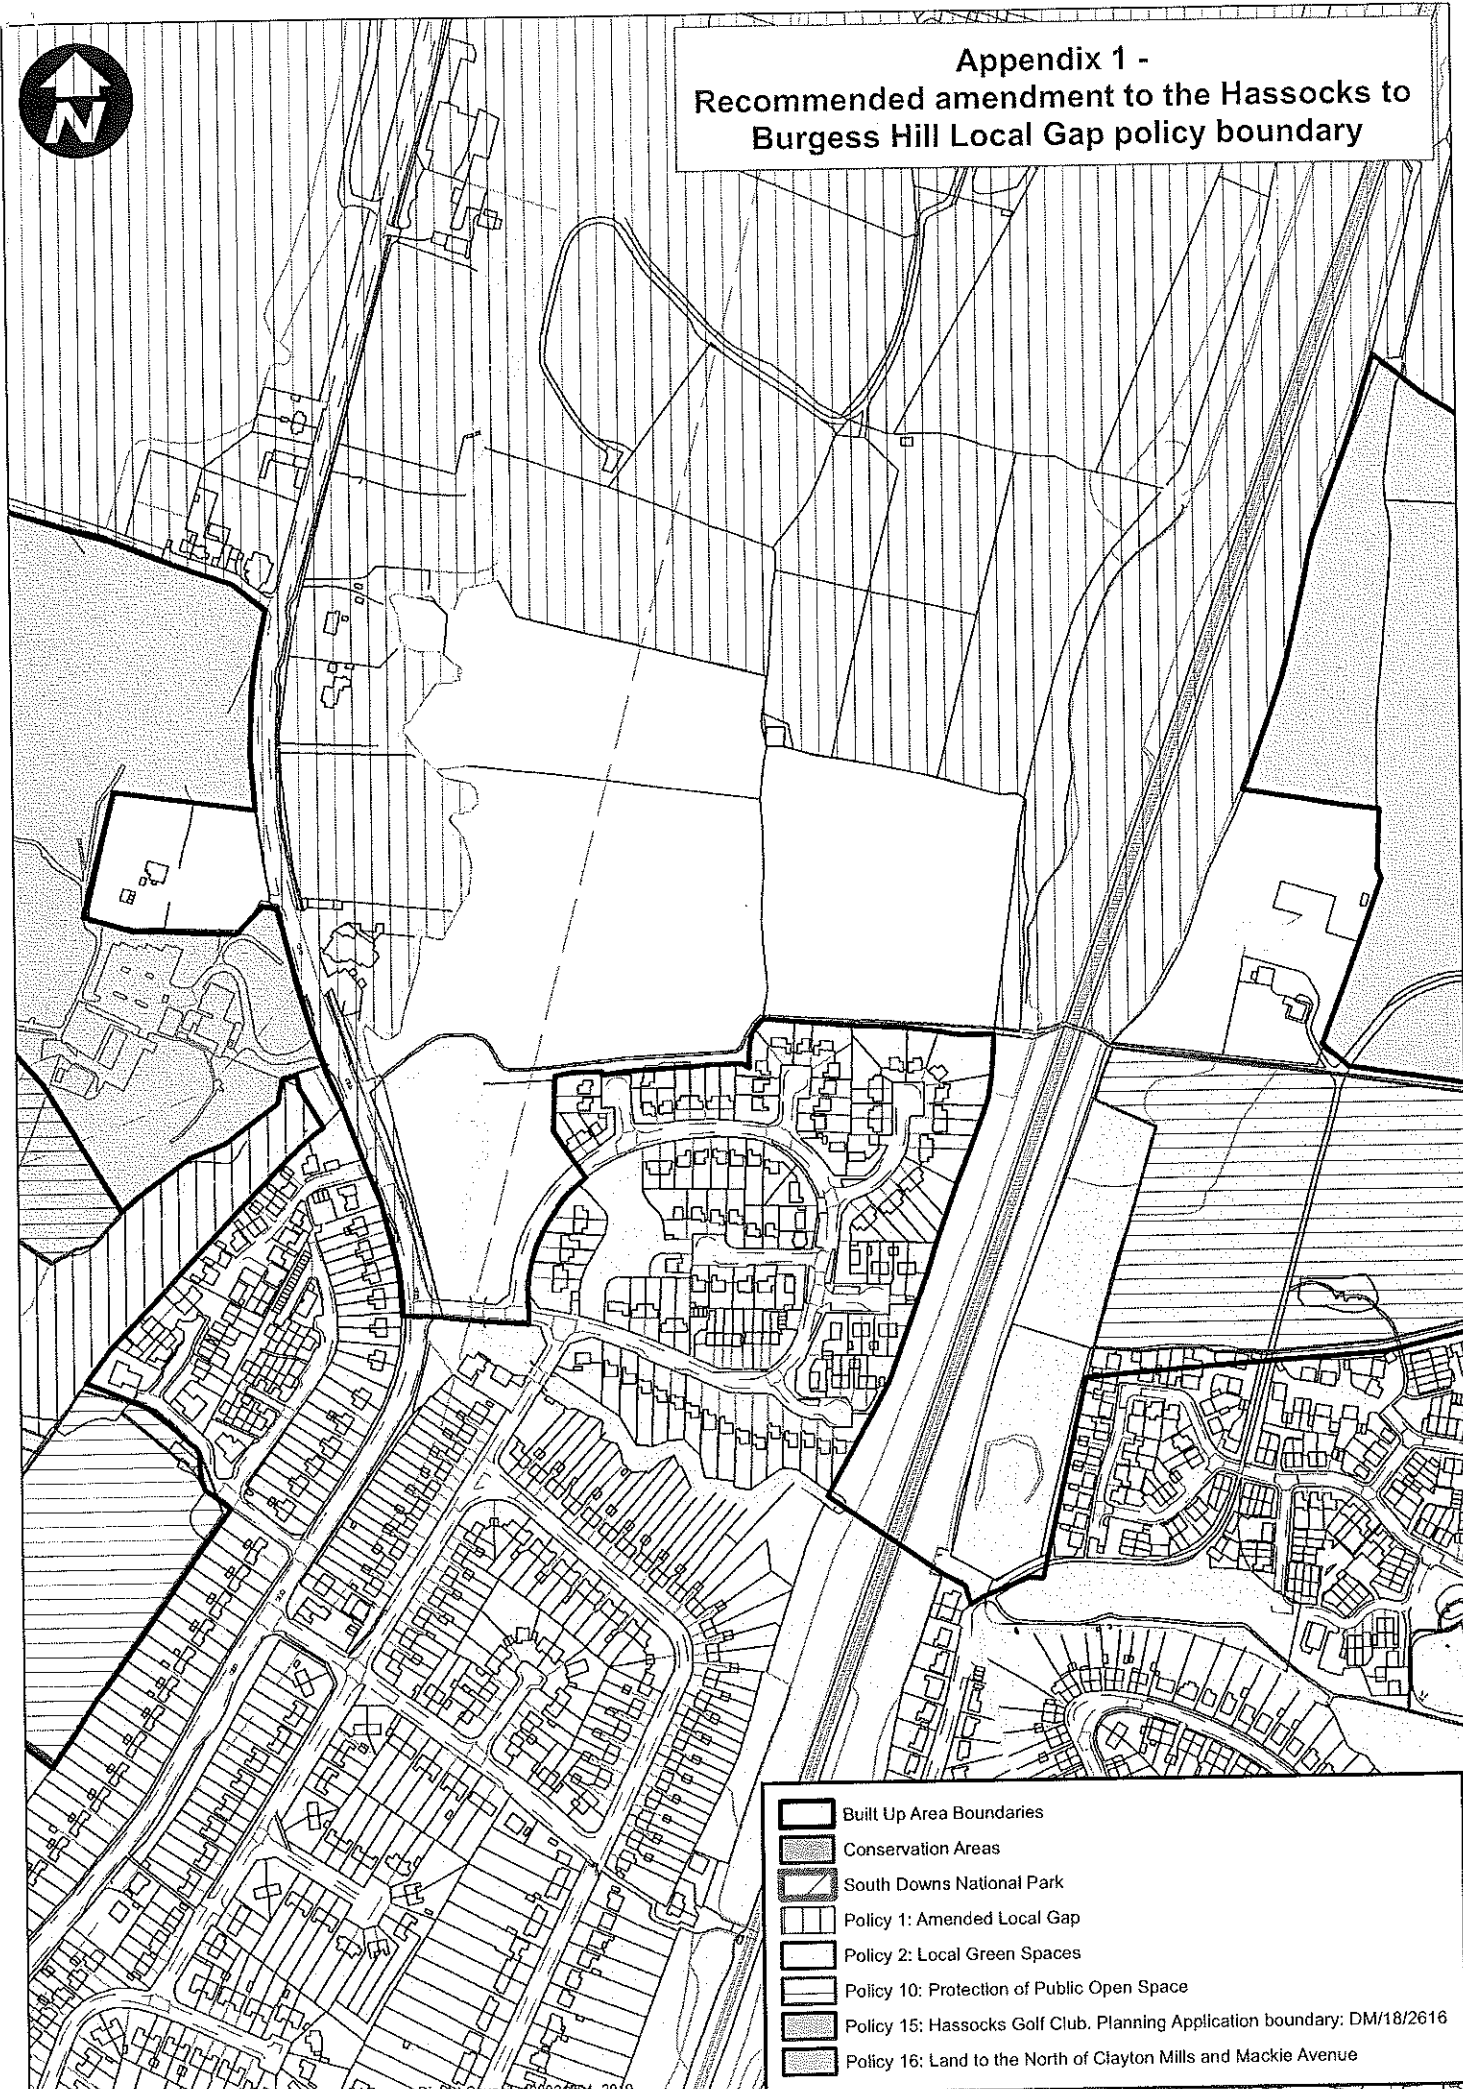 N
Appendix 1 -
Recommended amendment to the Hassocks to
Burgess Hill Local Gap policy boundary
Built Up Area Boundaries
Conservation Areas
South Downs National Park
Policy 1: Amended Local Gap
Policy 2: Local Green Spaces
Policy 10: Protection of Public Open Space
Policy 15: Hassocks Golf Club. Planning Application boundary: DM/18/2616
Policy 16: Land to the North of Clayton Mills and Mackie Avenue